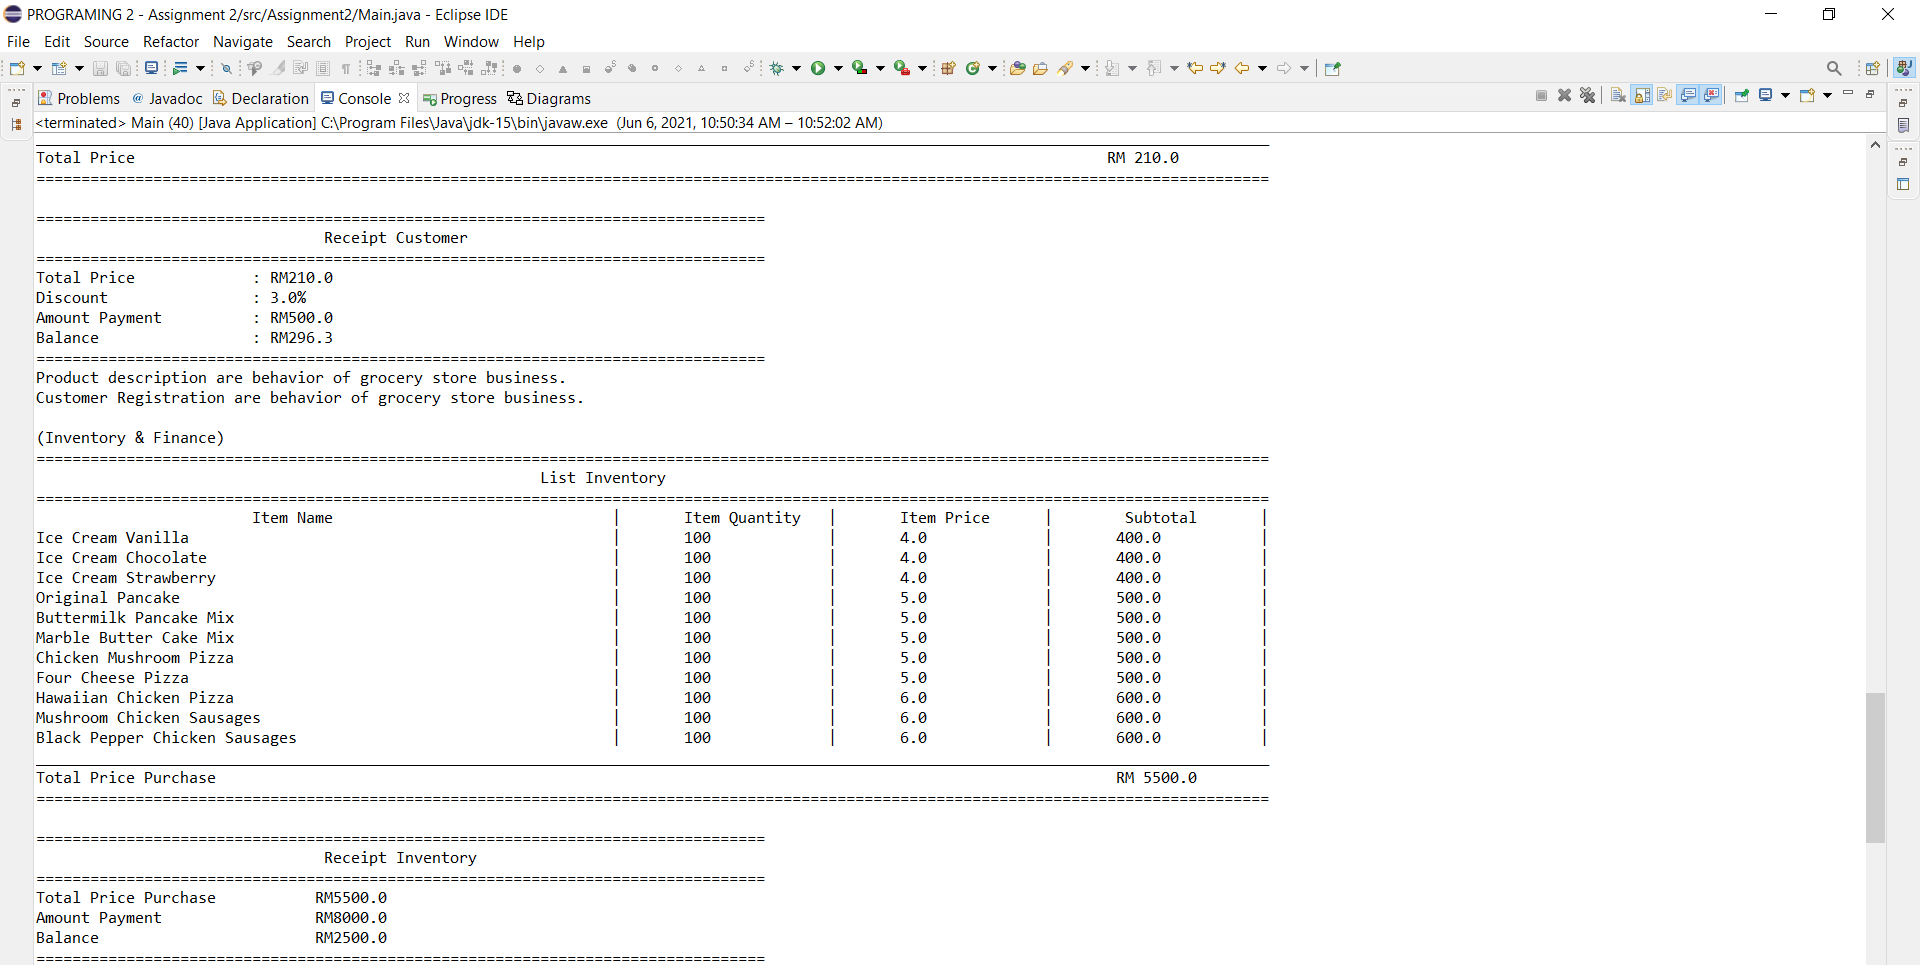 PROGRAMING 2 - Assignment 2/src/Assignment2/Main.java - Eclipse IDE
File Edit Source Refactor Navigate Search Project Run Window Help
Problems @ Javadoc Declaration Console Progress Diagrams
<terminated> Main (40) [Java Application] C:\Program Files\Java\jdk-15\bin\javaw.exe (Jun 6, 2021, 10:50:34 AM – 10:52:02 AM)
Total Price RM 210.0
Receipt Customer
Total Price : RM210.0
Discount : 3.0%
Amount Payment : RM500.0
Balance : RM296.3
Product description are behavior of grocery store business.
Customer Registration are behavior of grocery store business.
(Inventory & Finance)
List Inventory
Item Name | Item Quantity | Item Price | Subtotal |
Ice Cream Vanilla | 100 | 4.0 | 400.0 |
Ice Cream Chocolate | 100 | 4.0 | 400.0 |
Ice Cream Strawberry | 100 | 4.0 | 400.0 |
Original Pancake | 100 | 5.0 | 500.0 |
Buttermilk Pancake Mix | 100 | 5.0 | 500.0 |
Marble Butter Cake Mix | 100 | 5.0 | 500.0 |
Chicken Mushroom Pizza | 100 | 5.0 | 500.0 |
Four Cheese Pizza | 100 | 5.0 | 500.0 |
Hawaiian Chicken Pizza | 100 | 6.0 | 600.0 |
Mushroom Chicken Sausages | 100 | 6.0 | 600.0 |
Black Pepper Chicken Sausages | 100 | 6.0 | 600.0 |
Total Price Purchase RM 5500.0
Receipt Inventory
Total Price Purchase RM5500.0
Amount Payment RM8000.0
Balance RM2500.0